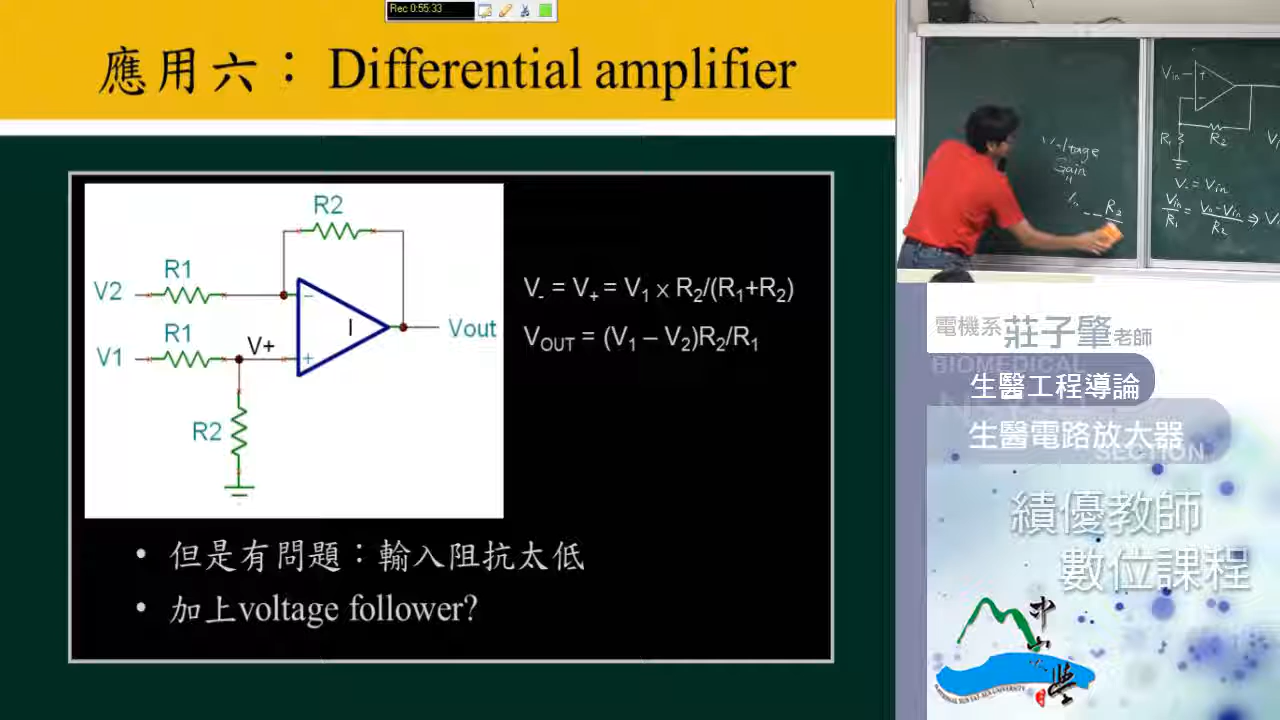 Rec 0:55:33
應用六： Differential amplifier
R2
R1
V2
R1
V+
V1
I
Vout
R2
V- = V+ = V1 x R2/(R1+R2)
VOUT = (V1 – V2)R2/R1
• 但是有問題：輸入阻抗太低
• 加上voltage follower?
Voltage
Gain
R2
Vin
R1
R2
V- = Vin
電機系 莊子肇老師
BIOMEDICAL
生醫工程導論
生醫電路放大器
SECTION
績優教師
數位課程